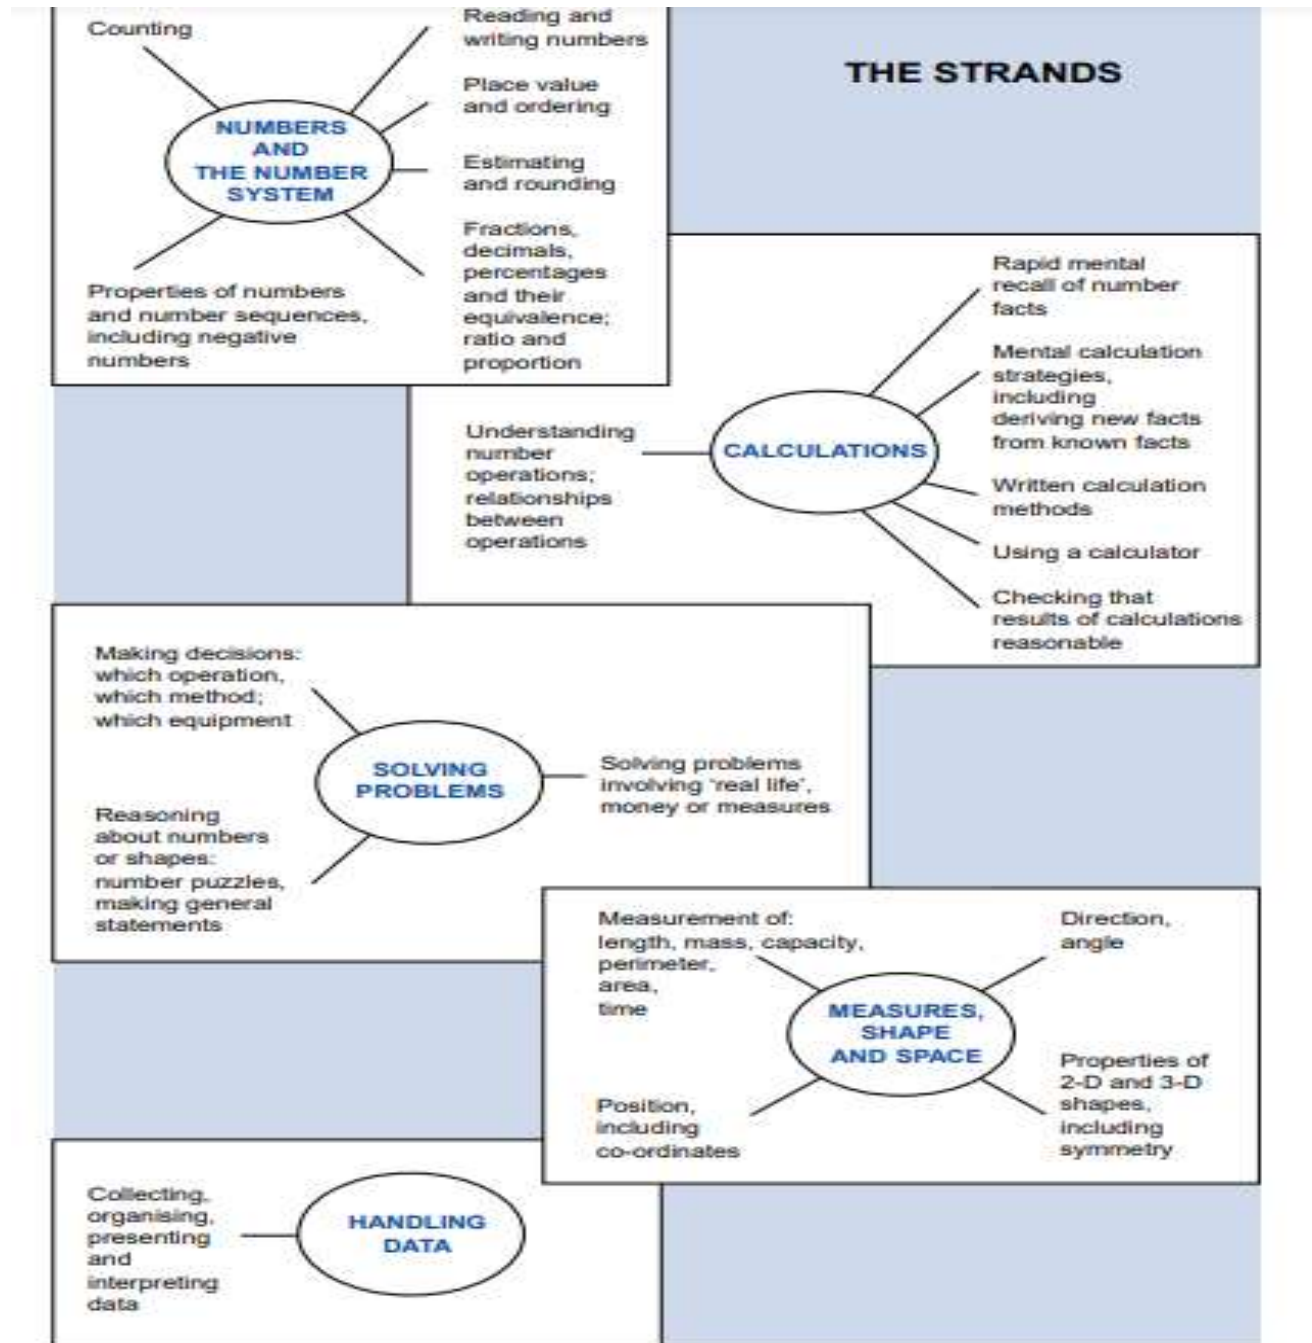 THE STRANDS
Counting
Reading and
writing numbers
Place value
and ordering
NUMBERS
AND
THE NUMBER
SYSTEM
Estimating
and rounding
Fractions,
decimals,
percentages
and their
equivalence;
ratio and
proportion
Properties of numbers
and number sequences,
including negative
numbers
Rapid mental
recall of number
facts
Mental calculation
strategies,
including
deriving new facts
from known facts
Understanding
number
operations;
relationships
between
operations
CALCULATIONS
Written calculation
methods
Using a calculator
Checking that
results of calculations
reasonable
Making decisions:
which operation,
which method;
which equipment
SOLVING
PROBLEMS
Solving problems
involving ‘real life’,
money or measures
Reasoning
about numbers
or shapes:
number puzzles,
making general
statements
Measurement of:
length, mass, capacity,
perimeter,
area,
time
Direction,
angle
MEASURES,
SHAPE
AND SPACE
Position,
including
co-ordinates
Properties of
2-D and 3-D
shapes,
including
symmetry
Collecting,
organising,
presenting
and
interpreting
data
HANDLING
DATA